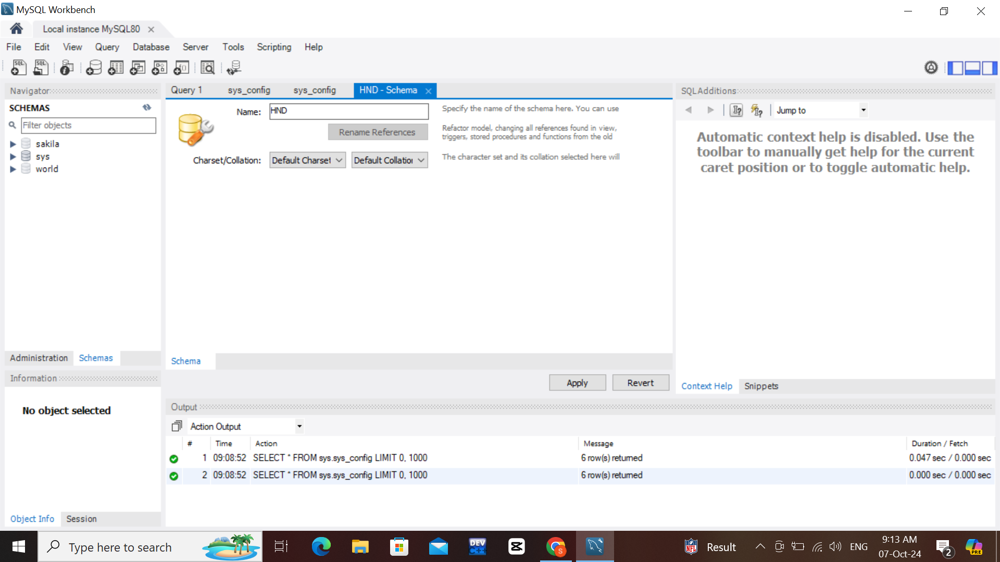 MySQL Workbench
Local instance MySQL80
File Edit View Query Database Server Tools Scripting Help
SQL SQL
Navigator
SCHEMAS
Filter objects
sakila
sys
world
Administration Schemas
Information
No object selected
Object Info Session
Query 1 sys_config sys_config HND - Schema
Name: HND
Specify the name of the schema here. You can use
Rename References
Refactor model, changing all references found in view,
triggers, stored procedures and functions from the old
Charset/Collation: Default Charset Default Collation
The character set and its collation selected here will
Schema
Apply Revert
SQLAdditions
Jump to
Automatic context help is disabled. Use the
toolbar to manually get help for the current
caret position or to toggle automatic help.
Context Help Snippets
Output
Action Output
# Time Action Message Duration / Fetch
1 09:08:52 SELECT * FROM sys.sys_config LIMIT 0, 1000 6 row(s) returned 0.047 sec / 0.000 sec
2 09:08:52 SELECT * FROM sys.sys_config LIMIT 0, 1000 6 row(s) returned 0.000 sec / 0.000 sec
Type here to search
DEV
C++
S
NFL
Result
ENG
9:13 AM
07-Oct-24
2
PRE